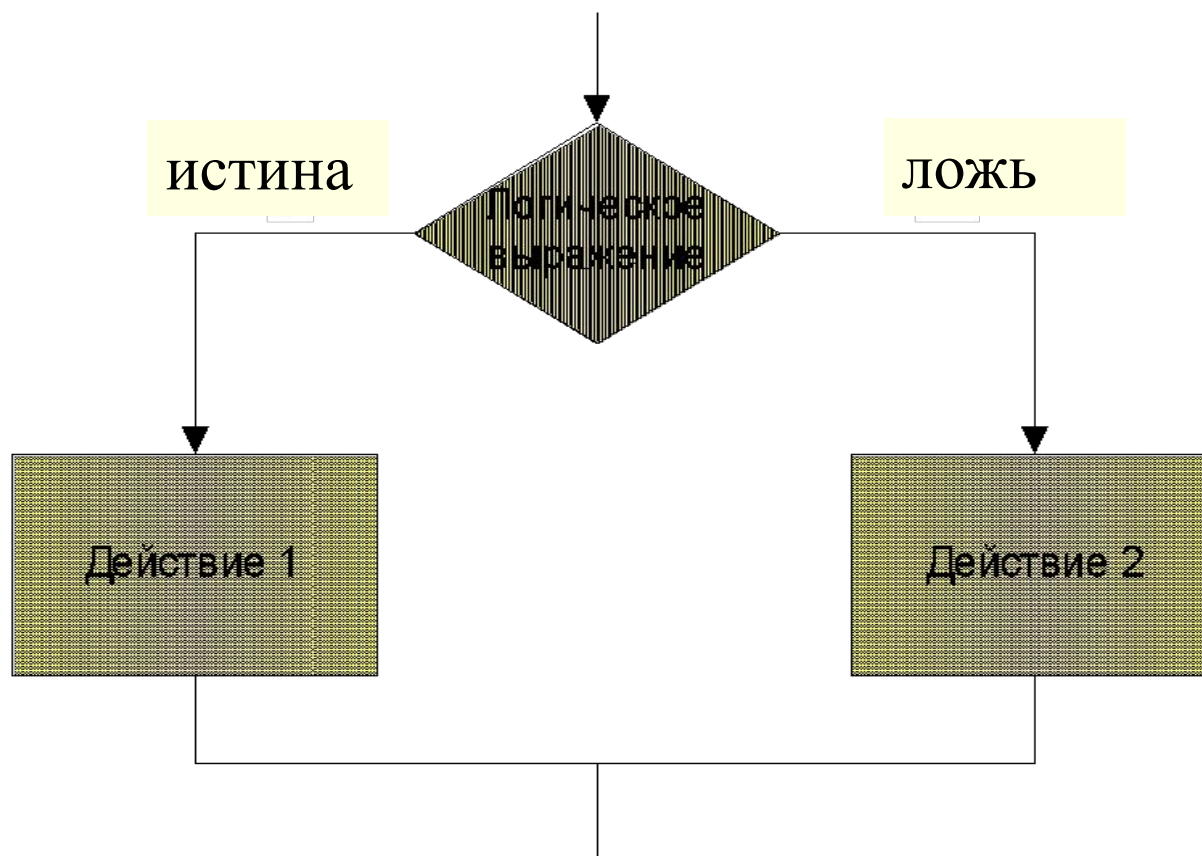 истина
ложь
Логическое
выражение
Действие 1
Действие 2